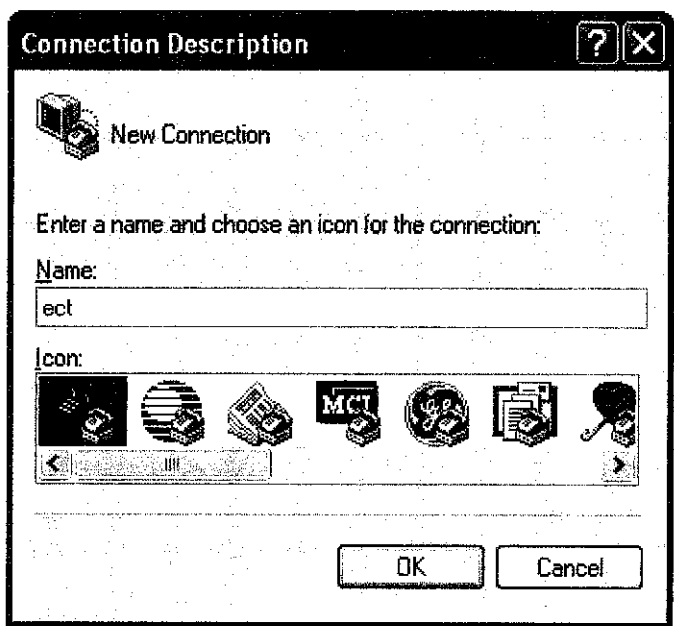 Connection Description
New Connection
Enter a name and choose an icon for the connection:
Name:
ect
Icon:
MCI
OK Cancel